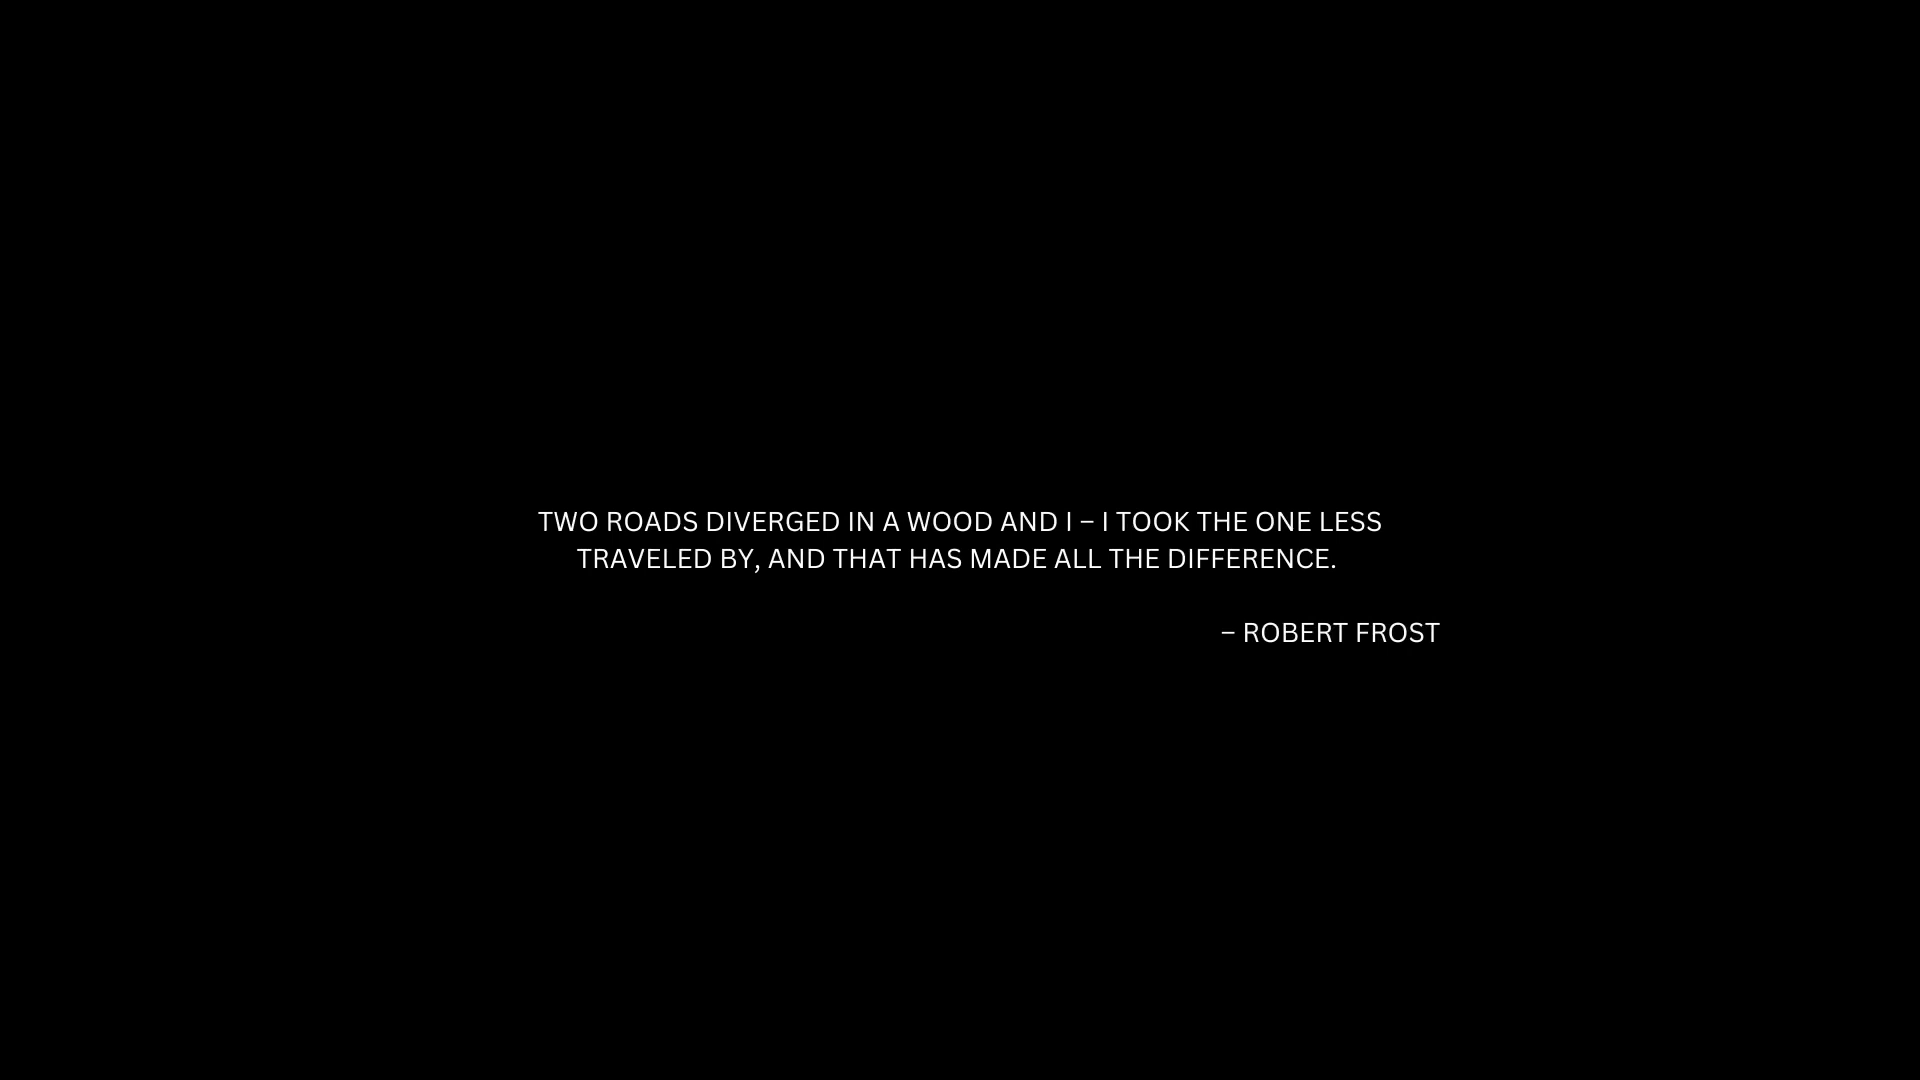 TWO ROADS DIVERGED IN A WOOD AND I – I TOOK THE ONE LESS
TRAVELED BY, AND THAT HAS MADE ALL THE DIFFERENCE.
– ROBERT FROST